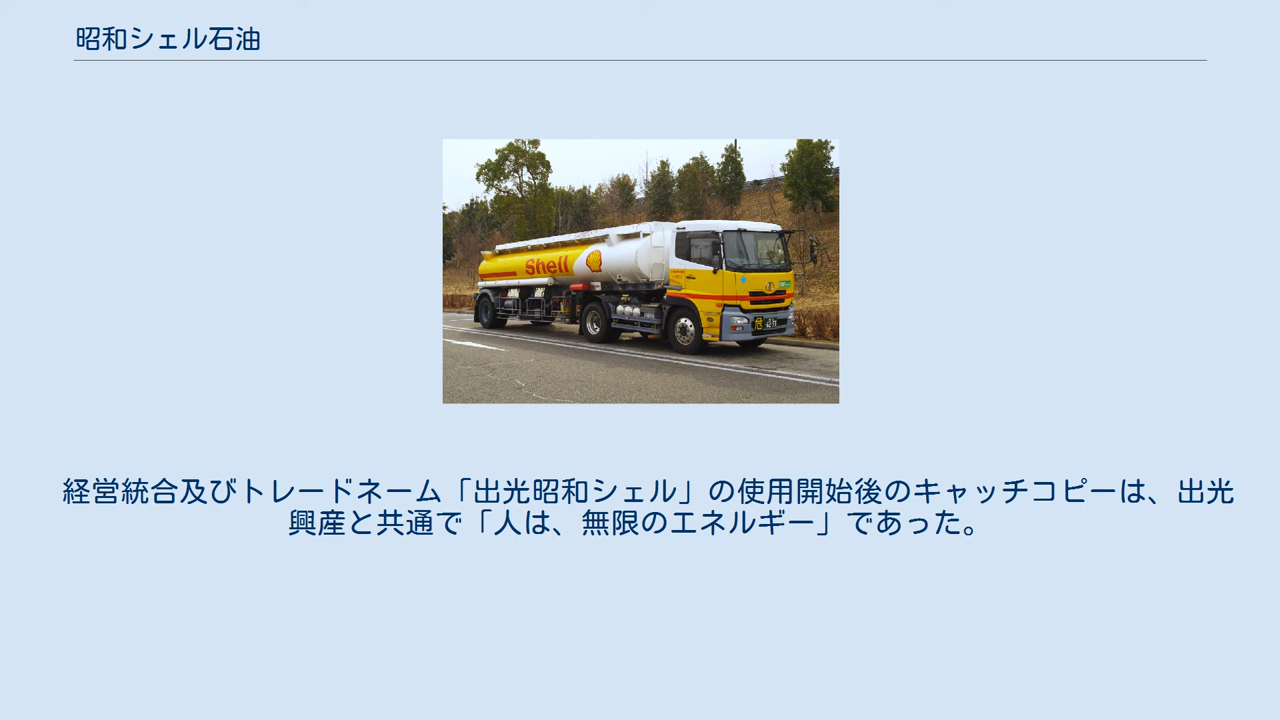 昭和シェル石油
Shell
危
経営統合及びトレードネーム「出光昭和シェル」の使用開始後のキャッチコピーは、出光
興産と共通で「人は、無限のエネルギー」であった。